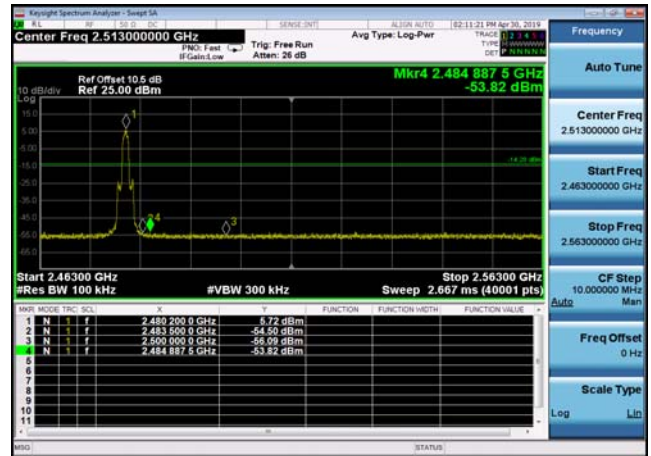 Keysight Spectrum Analyzer - Swept SA
RL RF 50 Ω DC SENSE:INT ALIGN AUTO 02:11:21 PM Apr 30, 2019
Center Freq 2.513000000 GHz
PNO: Fast
IFGain:Low
Trig: Free Run
Atten: 26 dB
Avg Type: Log-Pwr
TRACE 1 2 3 4 5 6
TYPE M WWWWW
DET P N N N N N
Ref Offset 10.5 dB
Ref 25.00 dBm
10 dB/div
Log
Mkr4 2.484 887 5 GHz
-53.82 dBm
15.0
5.00
-5.00
-15.0
-25.0
-35.0
-45.0
-55.0
-65.0
1
24
3
-14.28 dBm
Start 2.46300 GHz
#Res BW 100 kHz
#VBW 300 kHz
Stop 2.56300 GHz
Sweep 2.667 ms (40001 pts)
MKR MODE TRC SCL X Y FUNCTION FUNCTION WIDTH FUNCTION VALUE
1 N 1 f 2.480 200 0 GHz 5.72 dBm
2 N 1 f 2.483 500 0 GHz -54.50 dBm
3 N 1 f 2.500 000 0 GHz -56.09 dBm
4 N 1 f 2.484 887 5 GHz -53.82 dBm
5
6
7
8
9
10
11
MSG
STATUS
Frequency
Auto Tune
Center Freq
2.513000000 GHz
Start Freq
2.463000000 GHz
Stop Freq
2.563000000 GHz
CF Step
10.000000 MHz
Auto Man
Freq Offset
0 Hz
Scale Type
Log Lin